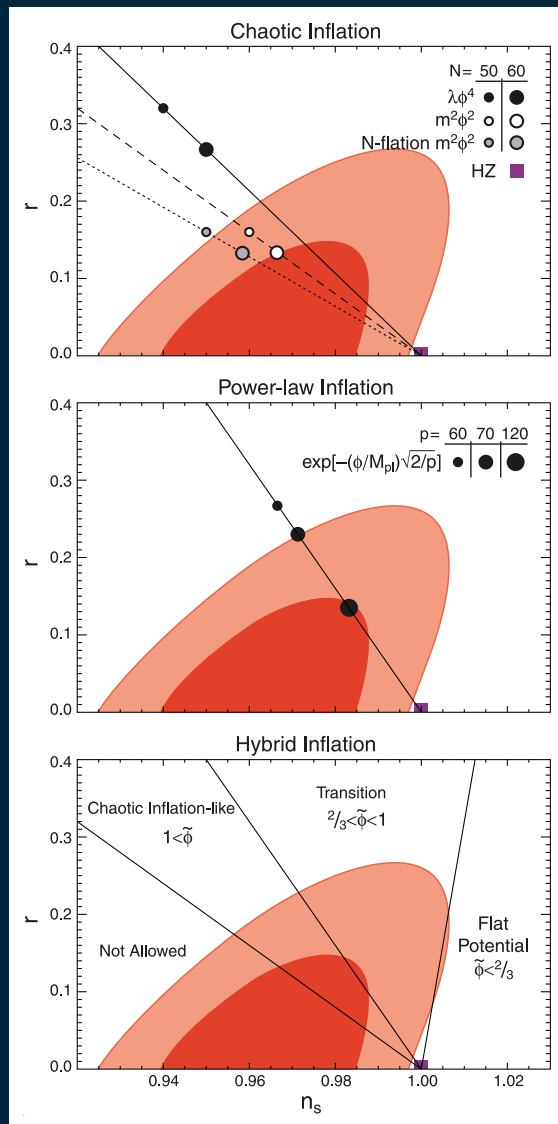 Chaotic Inflation
0.4
0.3
0.2
0.1
0.0
r
N= 50 60
λϕ⁴
m²ϕ²
N-flation m²ϕ²
HZ
Power-law Inflation
0.4
0.3
0.2
0.1
0.0
r
p= 60 70 120
exp[−(ϕ/Mpl)√2/p]
Hybrid Inflation
0.4
0.3
0.2
0.1
0.0
r
Chaotic Inflation-like
1<ϕ̃
Transition
2/3<ϕ̃<1
Not Allowed
Flat
Potential
ϕ̃<2/3
0.94 0.96 0.98 1.00 1.02
ns